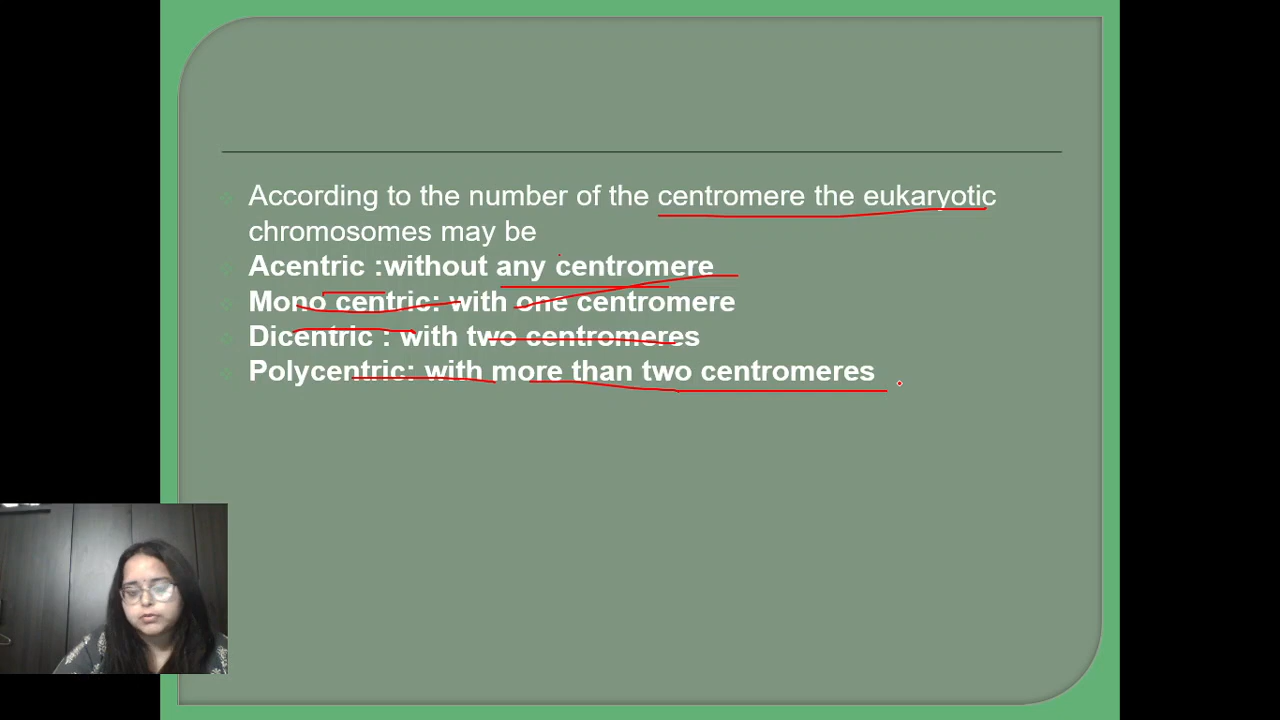 According to the number of the centromere the eukaryotic
chromosomes may be
Acentric :without any centromere
Mono centric: with one centromere
Dicentric : with two centromeres
Polycentric: with more than two centromeres